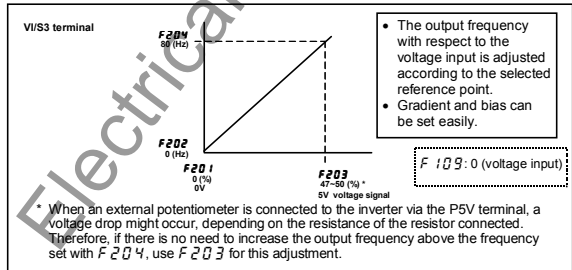 VI/S3 terminal
F204
80 (Hz)
F202
0 (Hz)
F201
0 (%)
0V
F203
47~50 (%) *
5V voltage signal
• The output frequency
with respect to the
voltage input is adjusted
according to the selected
reference point.
• Gradient and bias can
be set easily.
F109: 0 (voltage input)
* When an external potentiometer is connected to the inverter via the P5V terminal, a
voltage drop might occur, depending on the resistance of the resistor connected.
Therefore, if there is no need to increase the output frequency above the frequency
set with F204, use F203 for this adjustment.
Electrical